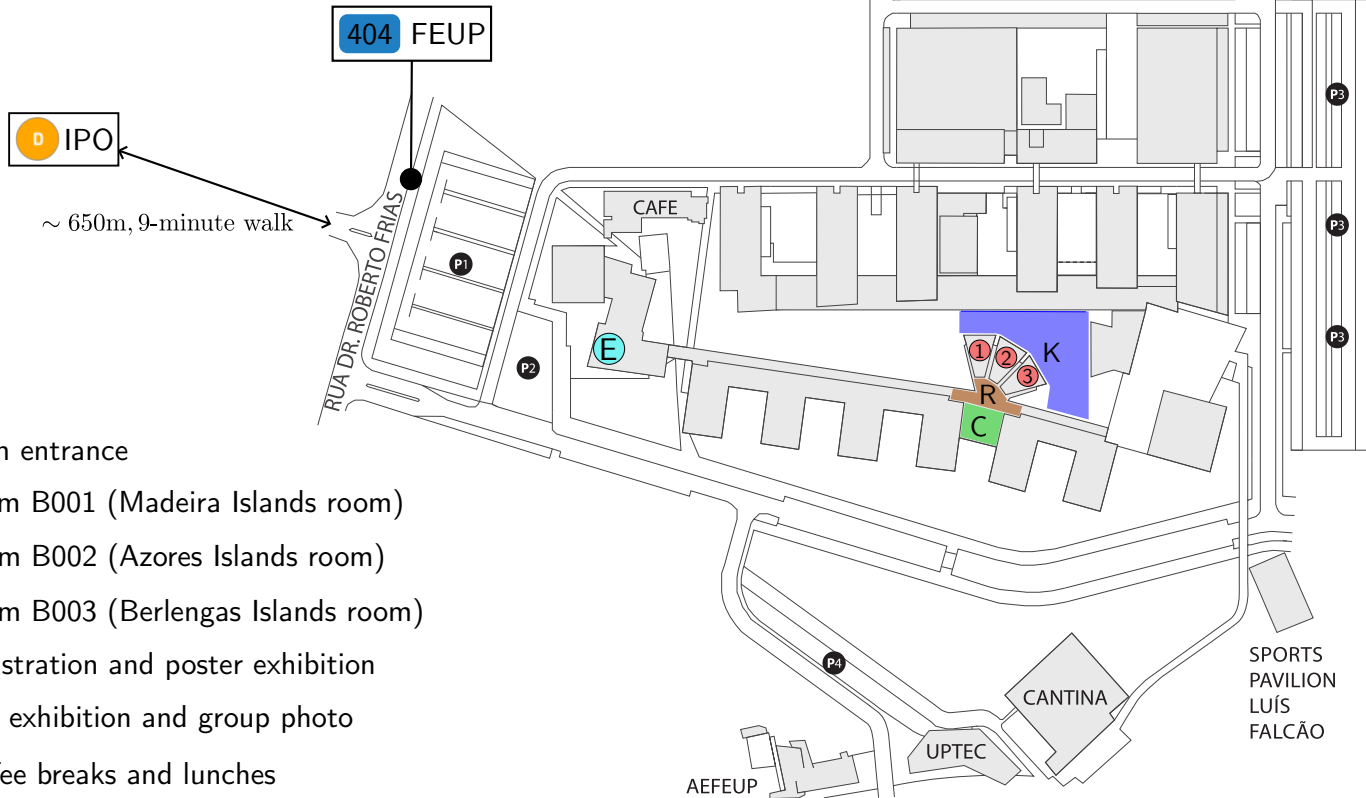 404 FEUP
D IPO
~ 650m, 9-minute walk
RUA DR. ROBERTO FRIAS
P1
P2
P3
P3
P3
P4
CAFE
E
1
2
3
K
R
C
n entrance
m B001 (Madeira Islands room)
m B002 (Azores Islands room)
m B003 (Berlengas Islands room)
stration and poster exhibition
exhibition and group photo
fee breaks and lunches
CANTINA
UPTEC
AEFEUP
SPORTS
PAVILION
LUÍS
FALCÃO